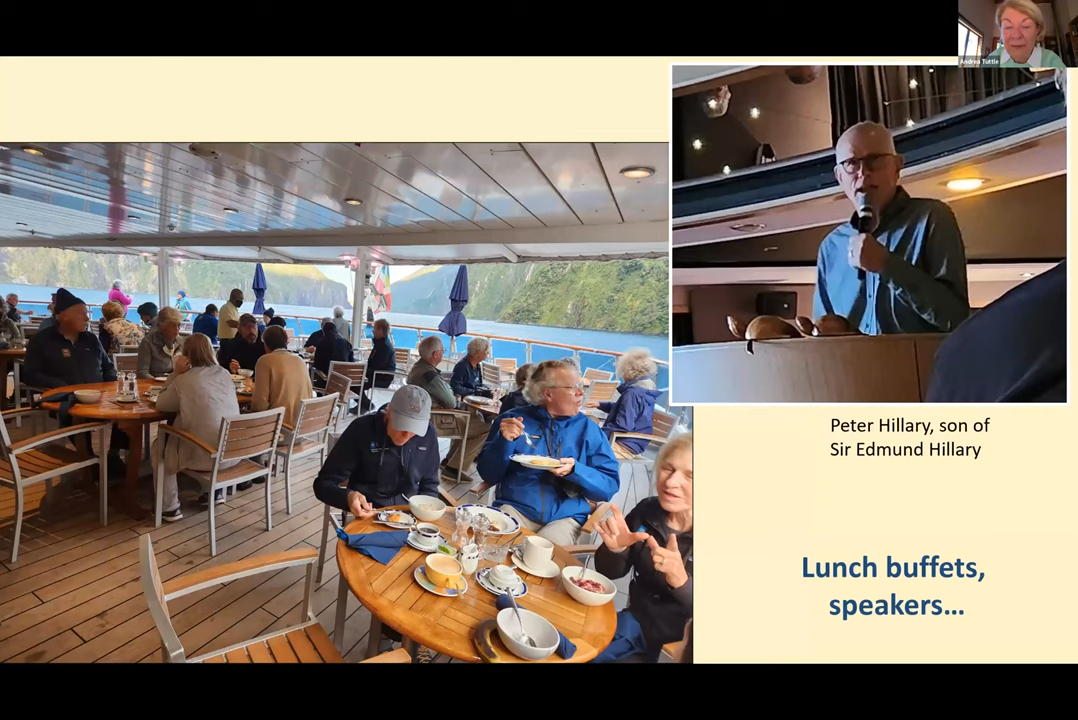 Andrea Tuttle
Peter Hillary, son of
Sir Edmund Hillary
Lunch buffets,
speakers…